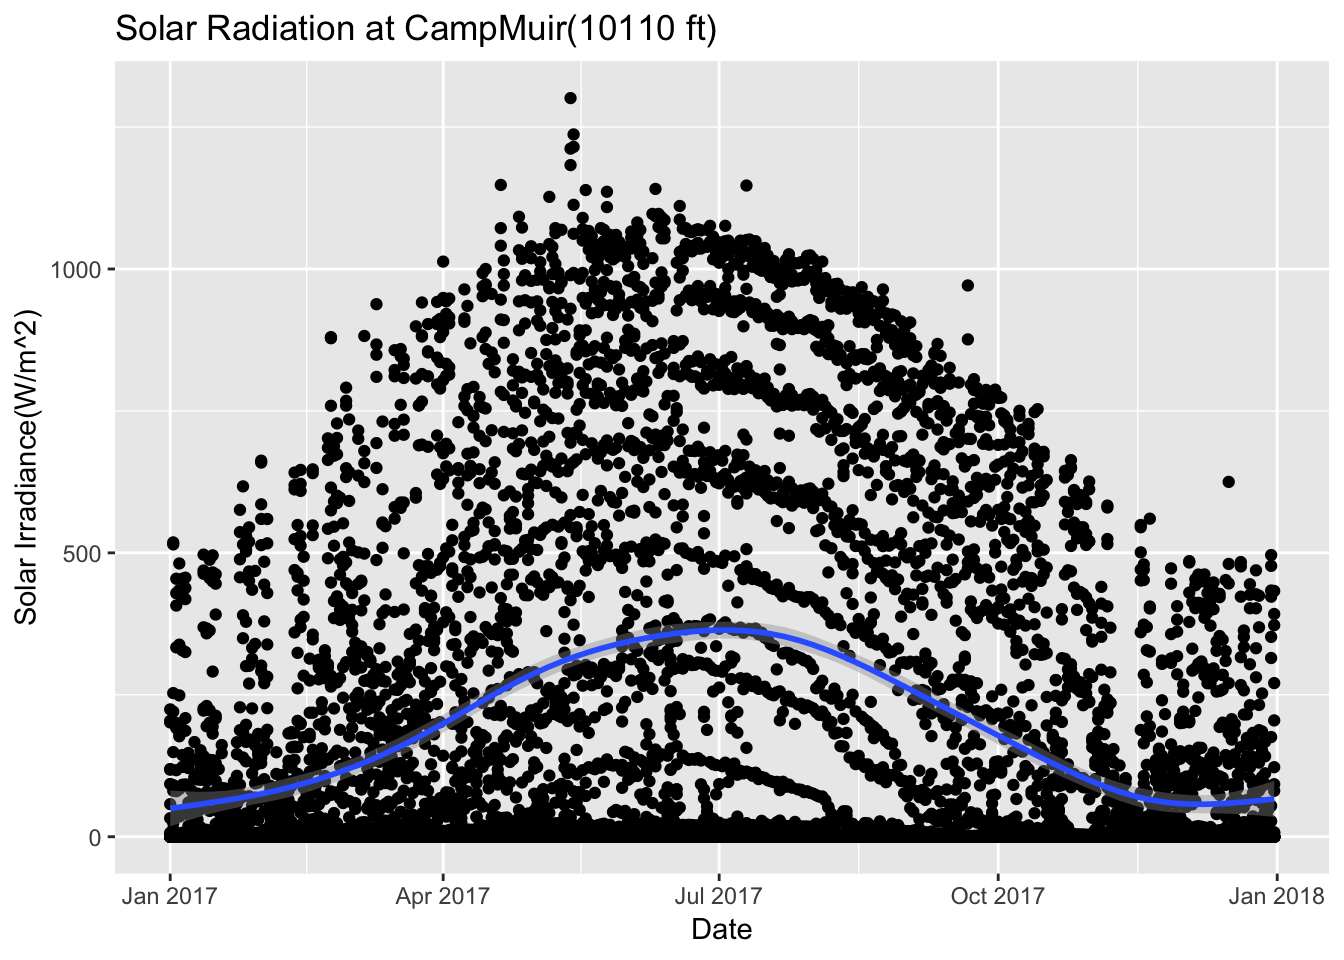 Solar Radiation at CampMuir(10110 ft)
Solar Irradiance(W/m^2)
1000
500
0
Jan 2017 Apr 2017 Jul 2017 Oct 2017 Jan 2018
Date